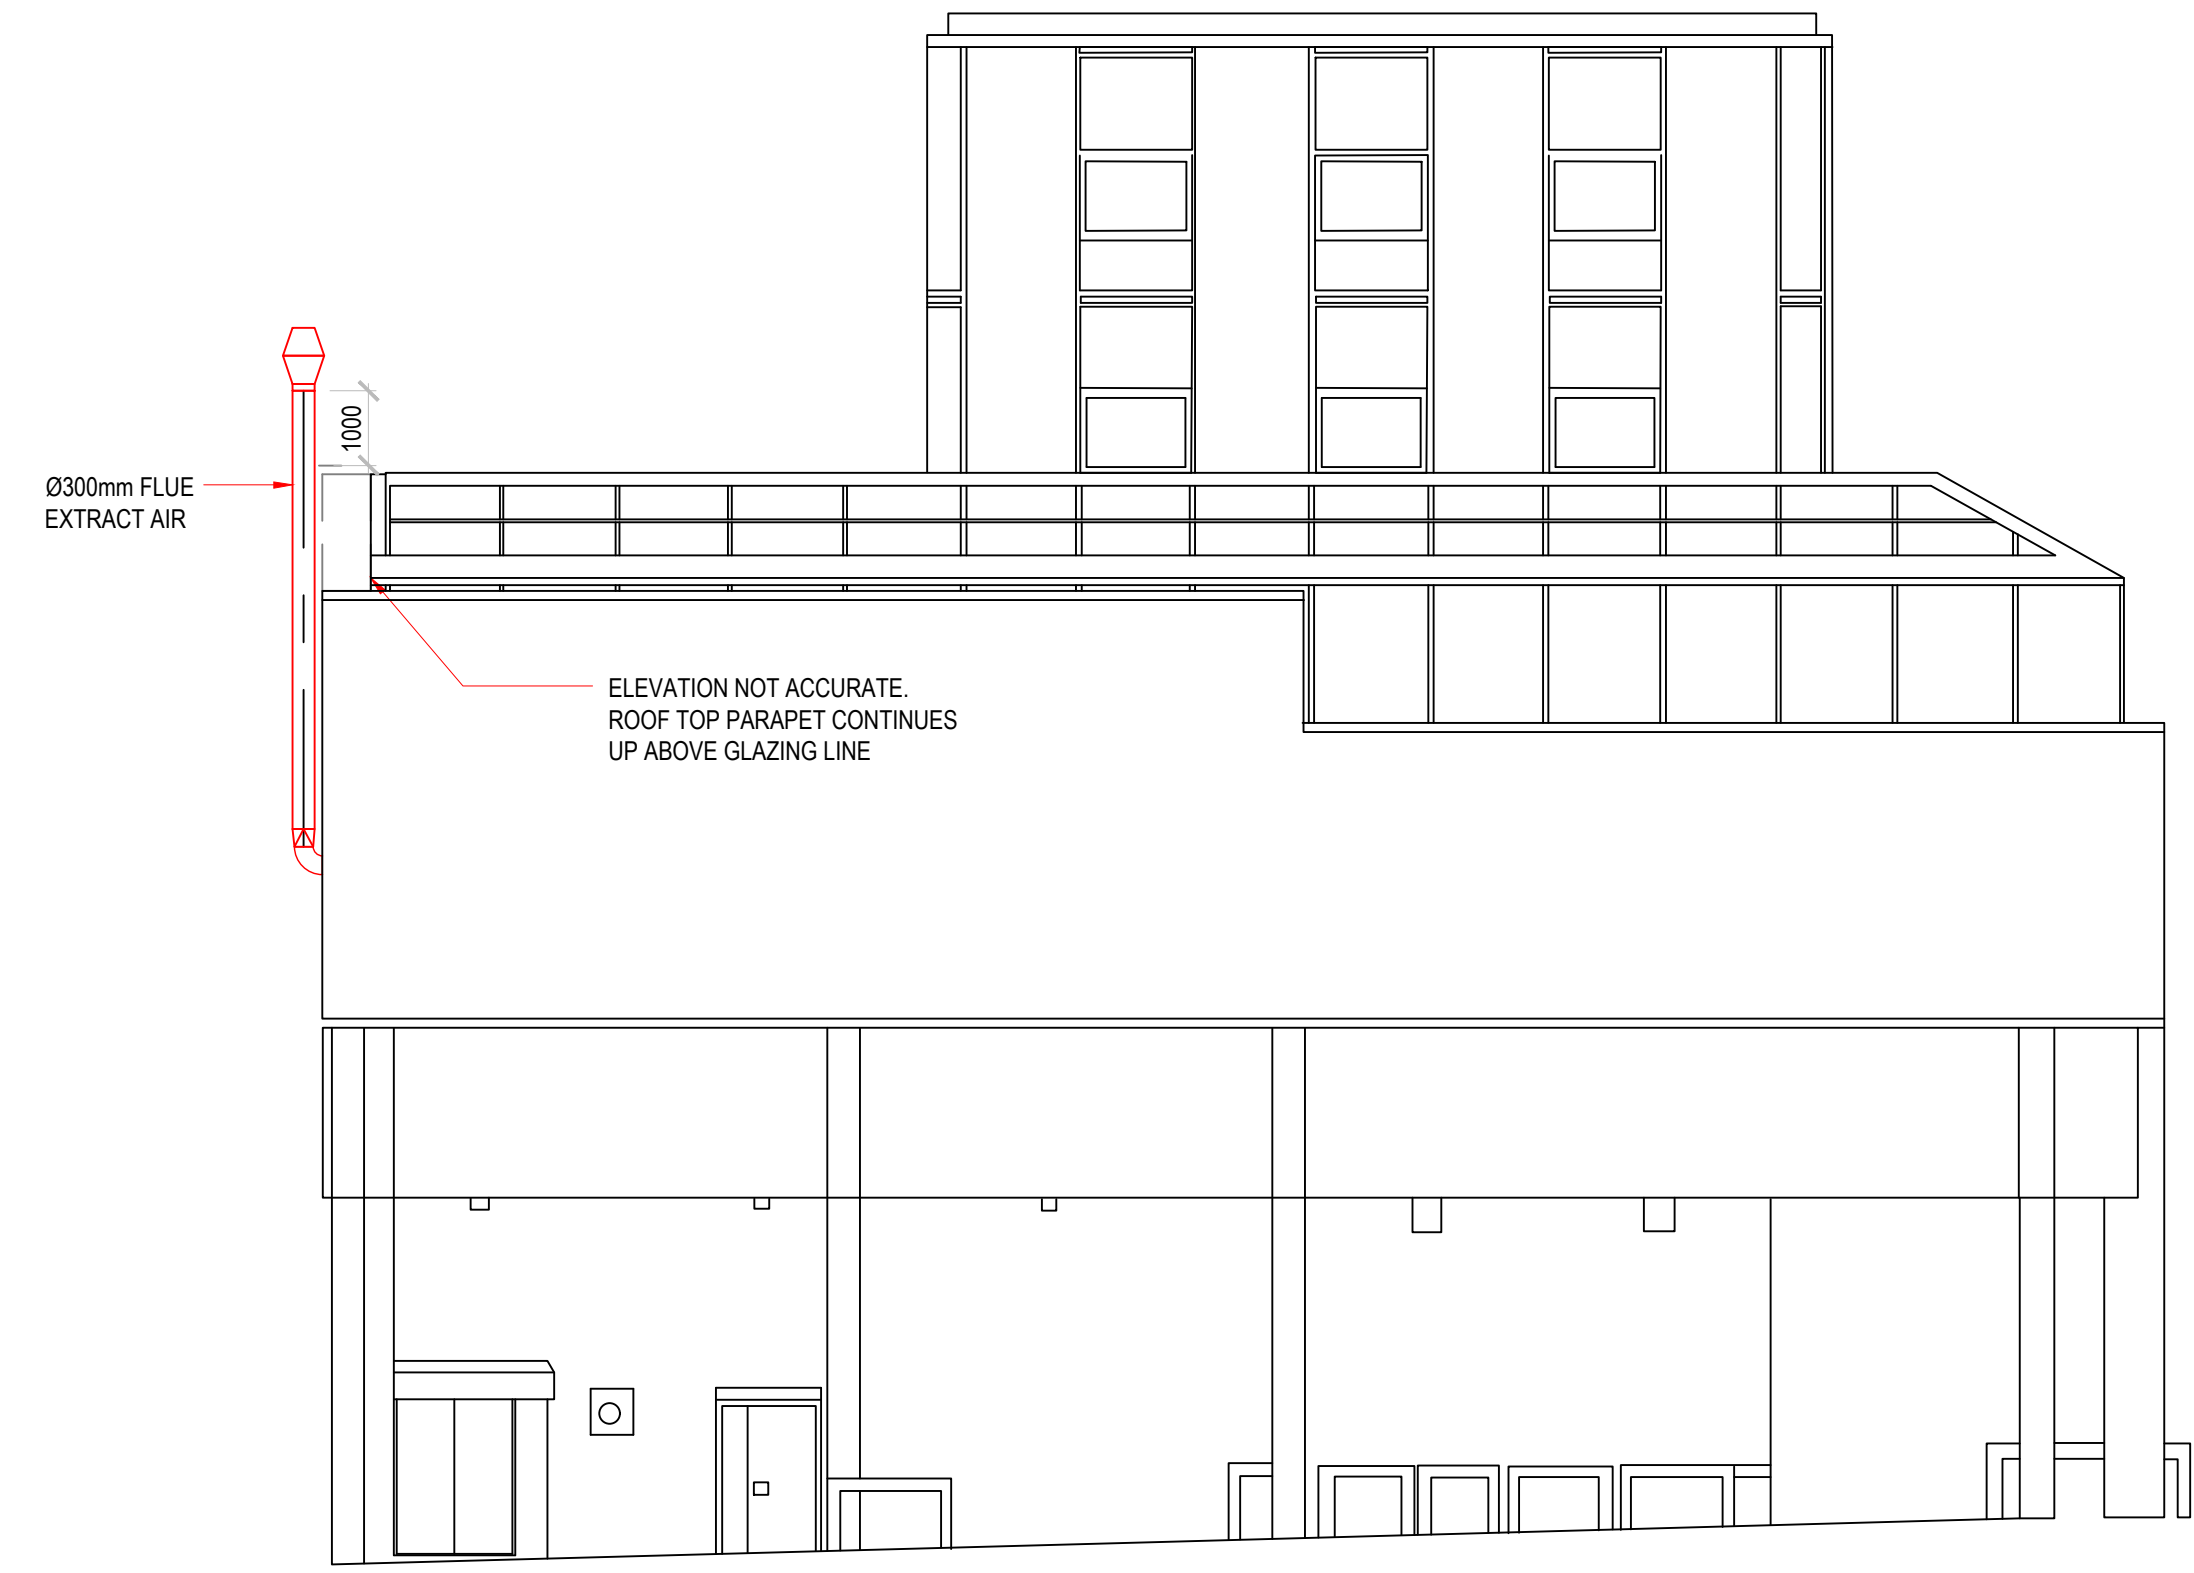 1000
Ø300mm FLUE
EXTRACT AIR
ELEVATION NOT ACCURATE.
ROOF TOP PARAPET CONTINUES
UP ABOVE GLAZING LINE